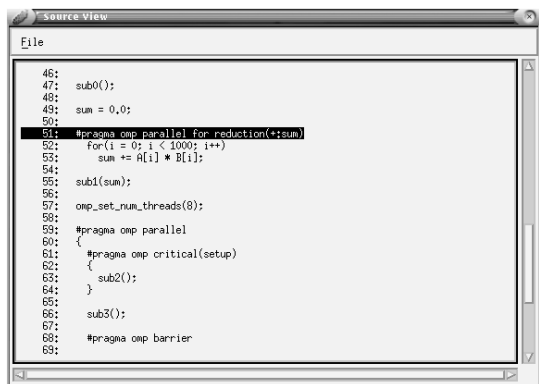 Source View
File
46:
47: sub0();
48:
49: sum = 0.0;
50:
51: #pragma omp parallel for reduction(+:sum)
52: for(i = 0; i < 1000; i++)
53: sum += A[i] * B[i];
54:
55: sub1(sum);
56:
57: omp_set_num_threads(8);
58:
59: #pragma omp parallel
60: {
61: #pragma omp critical(setup)
62: {
63: sub2();
64: }
65:
66: sub3();
67:
68: #pragma omp barrier
69: